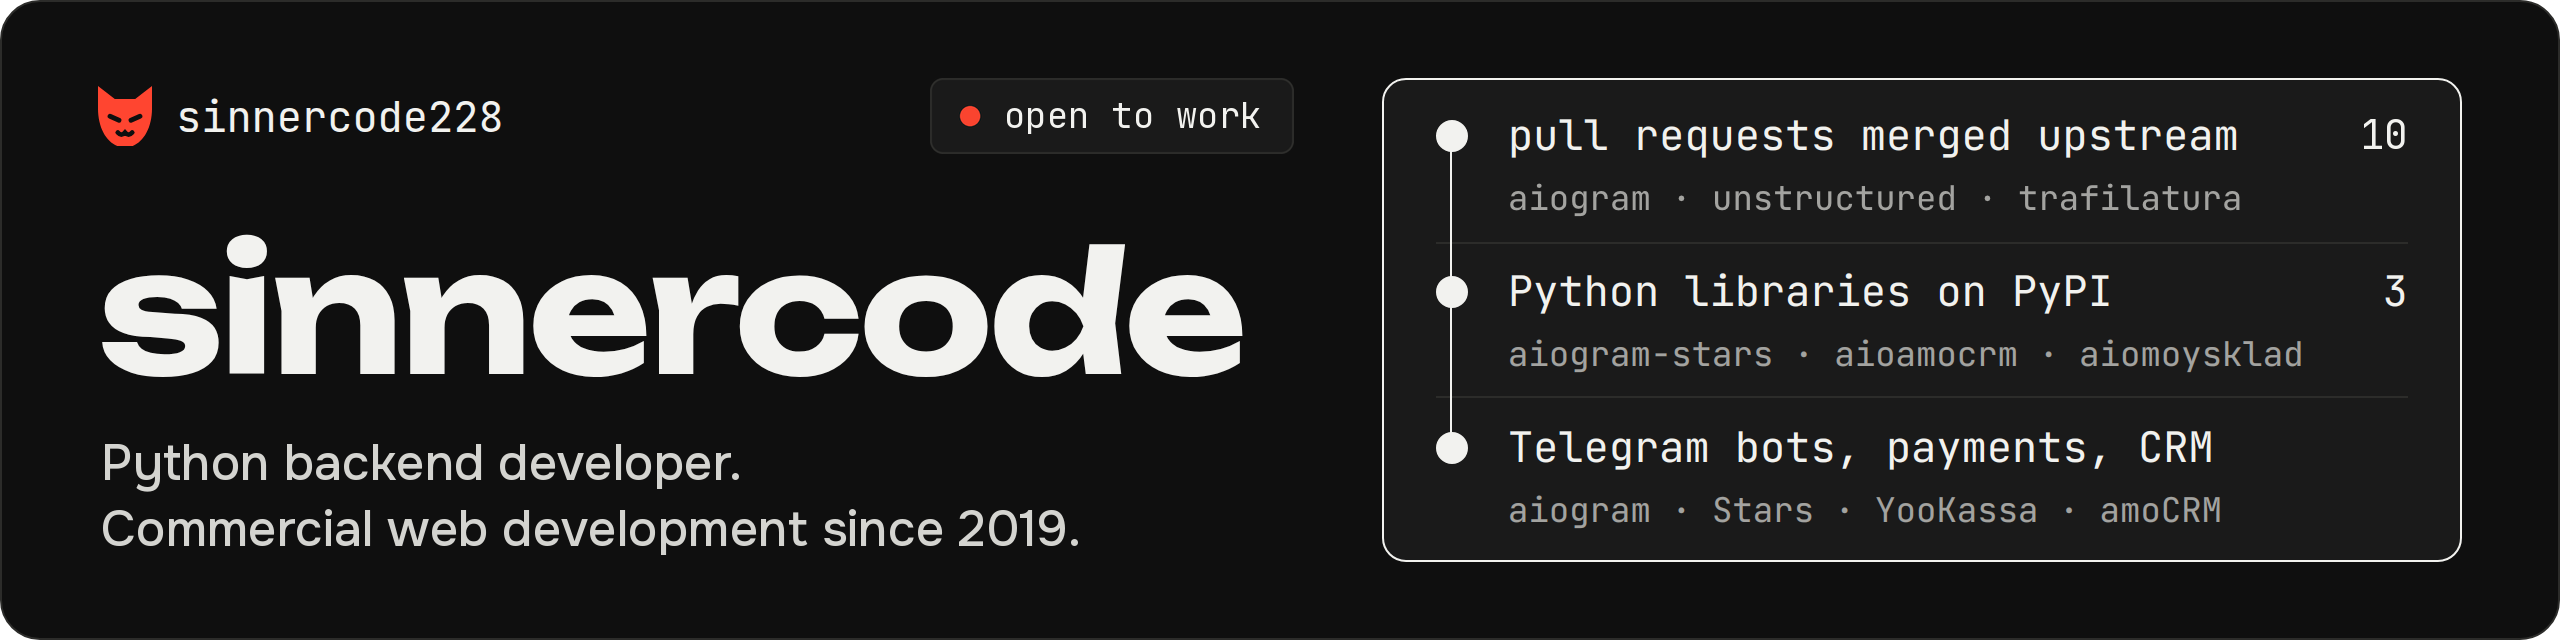 sinnercode228
open to work
sinnercode
Python backend developer.
Commercial web development since 2019.
pull requests merged upstream 10
aiogram · unstructured · trafilatura
Python libraries on PyPI 3
aiogram-stars · aioamocrm · aiomoysklad
Telegram bots, payments, CRM
aiogram · Stars · YooKassa · amoCRM